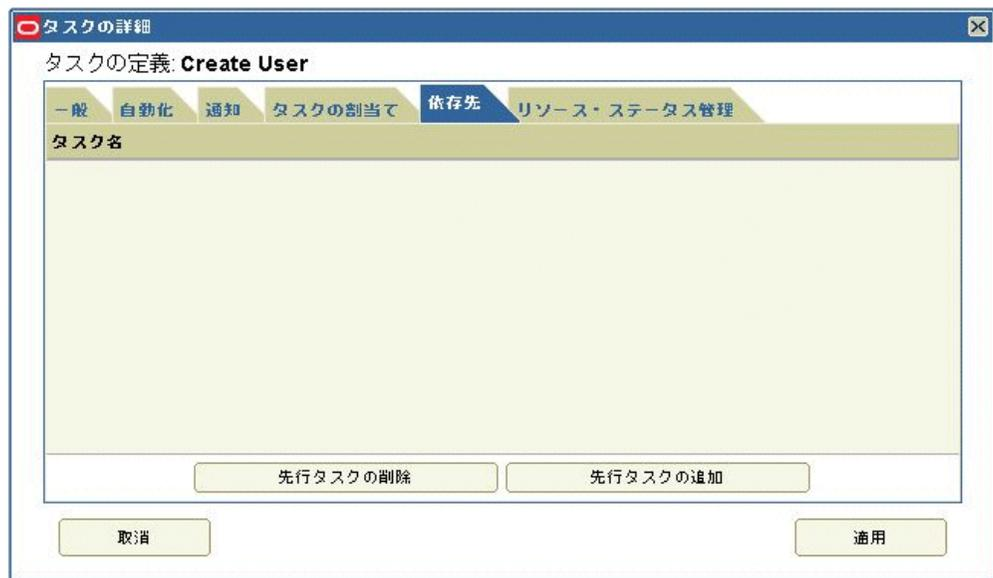 タスクの詳細
タスクの定義: Create User
一般 自動化 通知 タスクの割当て 依存先 リソース・ステータス管理
タスク名
先行タスクの削除 先行タスクの追加
取消 適用